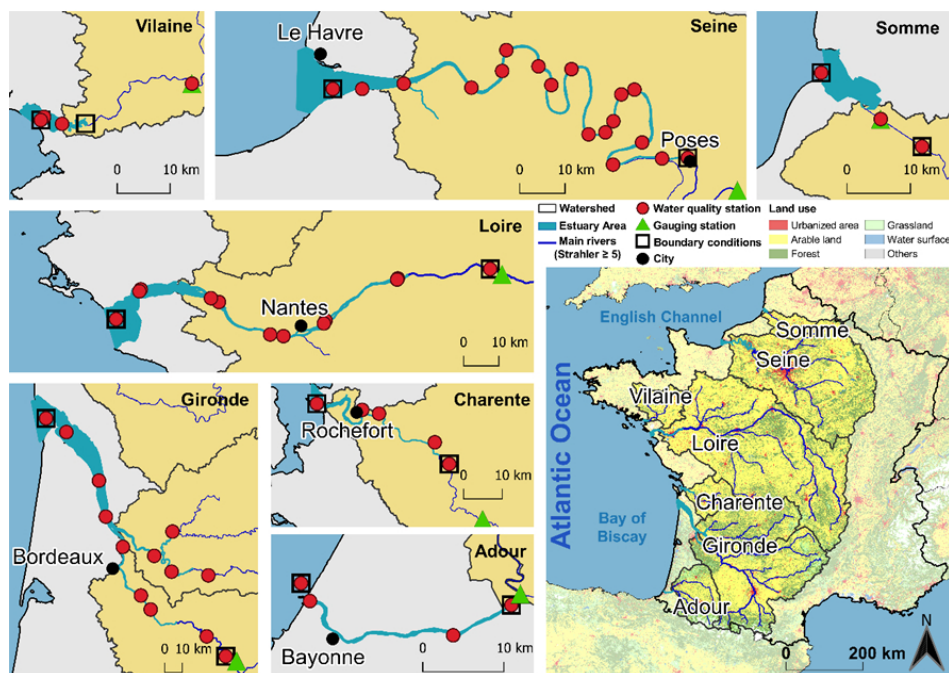 Vilaine
0
10 km
Le Havre
Seine
Poses
0
10 km
Somme
0
10 km
Loire
Nantes
0
10 km
Watershed
Estuary Area
Main rivers
(Strahler ≥ 5)
Water quality station
Gauging station
Boundary conditions
City
Land use
Urbanized area
Arable land
Forest
Grassland
Water surface
Others
Gironde
Bordeaux
0
10 km
Charente
Rochefort
0
10 km
Adour
Bayonne
0
10 km
English Channel
Atlantic Ocean
Bay of
Biscay
Somme
Seine
Vilaine
Loire
Charente
Gironde
Adour
0
200 km
N